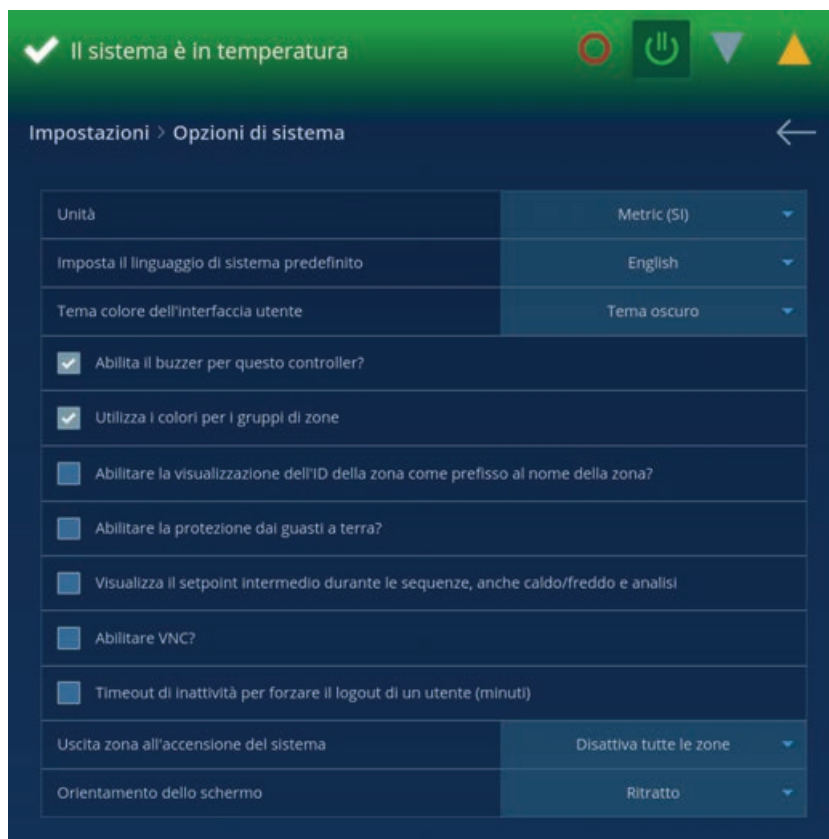 Il sistema è in temperatura
Impostazioni > Opzioni di sistema
Unità
Metric (SI)
Imposta il linguaggio di sistema predefinito
English
Tema colore dell'interfaccia utente
Tema oscuro
Abilita il buzzer per questo controller?
Utilizza i colori per i gruppi di zone
Abilitare la visualizzazione dell'ID della zona come prefisso al nome della zona?
Abilitare la protezione dai guasti a terra?
Visualizza il setpoint intermedio durante le sequenze, anche caldo/freddo e analisi
Abilitare VNC?
Timeout di inattività per forzare il logout di un utente (minuti)
Uscita zona all'accensione del sistema
Disattiva tutte le zone
Orientamento dello schermo
Ritratto